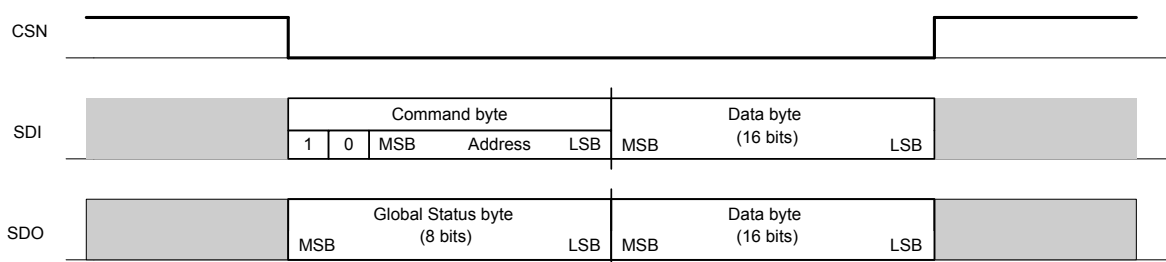 CSN
SDI
Command byte
1 0 MSB Address LSB
Data byte
(16 bits)
MSB LSB
SDO
Global Status byte
(8 bits)
MSB LSB
Data byte
(16 bits)
MSB LSB